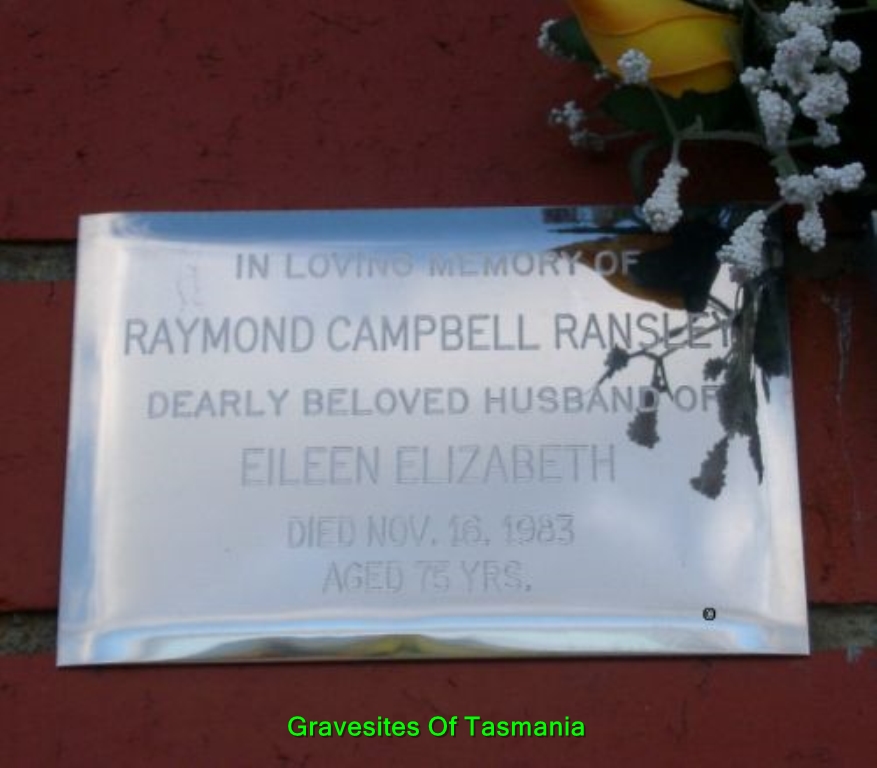 IN LOVING MEMORY OF
RAYMOND CAMPBELL RANSLEY
DEARLY BELOVED HUSBAND OF
EILEEN ELIZABETH
DIED NOV. 16, 1983
AGED 75 YRS.
Gravesites Of Tasmania